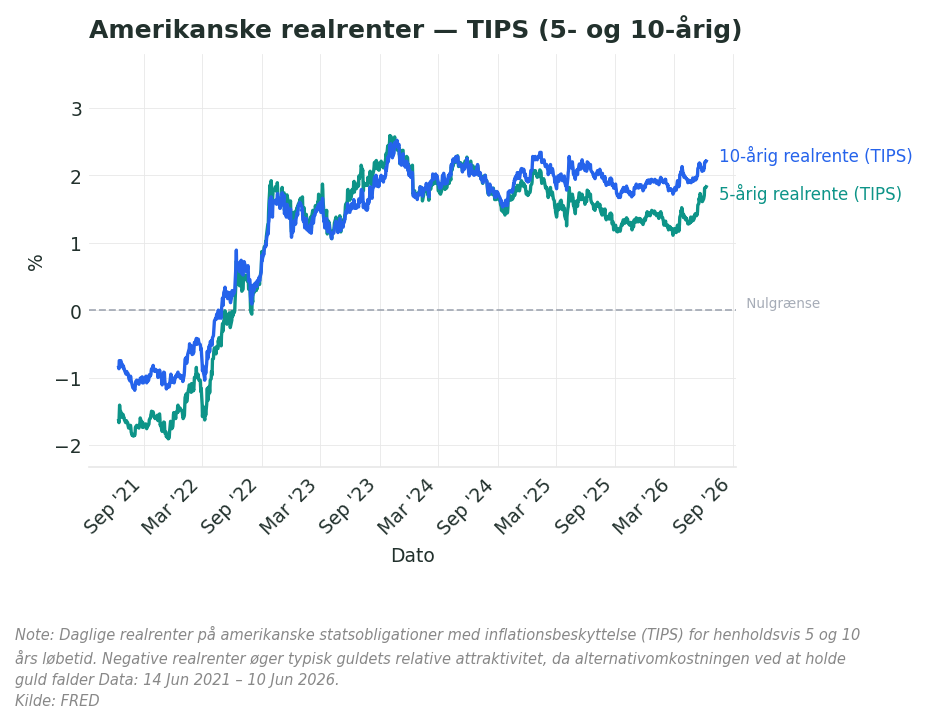 Amerikanske realrenter — TIPS (5- og 10-årig)
3
2
1
0
−1
−2
%
10-årig realrente (TIPS)
5-årig realrente (TIPS)
Nulgrænse
Sep '21
Mar '22
Sep '22
Mar '23
Sep '23
Mar '24
Sep '24
Mar '25
Sep '25
Mar '26
Sep '26
Dato
Note: Daglige realrenter på amerikanske statsobligationer med inflationsbeskyttelse (TIPS) for henholdsvis 5 og 10
års løbetid. Negative realrenter øger typisk guldets relative attraktivitet, da alternativomkostningen ved at holde
guld falder Data: 14 Jun 2021 – 10 Jun 2026.
Kilde: FRED